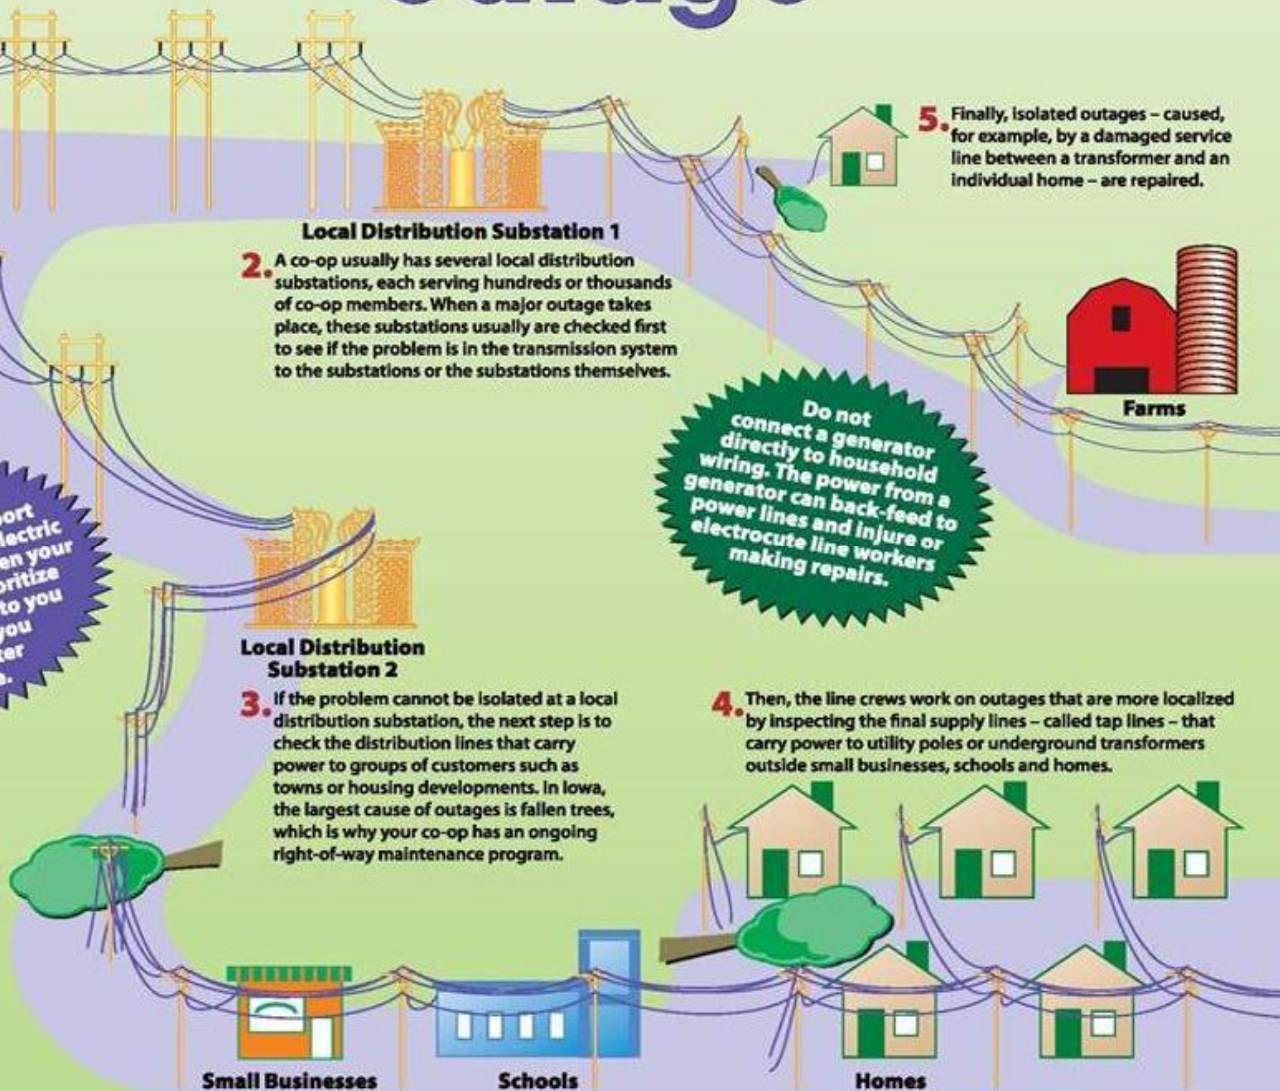 Local Distribution Substation 1
2. A co-op usually has several local distribution
substations, each serving hundreds or thousands
of co-op members. When a major outage takes
place, these substations usually are checked first
to see if the problem is in the transmission system
to the substations or the substations themselves.
5. Finally, isolated outages – caused,
for example, by a damaged service
line between a transformer and an
individual home – are repaired.
Farms
Do not
connect a generator
directly to household
wiring. The power from a
generator can back-feed to
power lines and injure or
electrocute line workers
making repairs.
en your
to you
you
Local Distribution
Substation 2
3. If the problem cannot be isolated at a local
distribution substation, the next step is to
check the distribution lines that carry
power to groups of customers such as
towns or housing developments. In Iowa,
the largest cause of outages is fallen trees,
which is why your co-op has an ongoing
right-of-way maintenance program.
4. Then, the line crews work on outages that are more localized
by inspecting the final supply lines – called tap lines – that
carry power to utility poles or underground transformers
outside small businesses, schools and homes.
Small Businesses
Schools
Homes